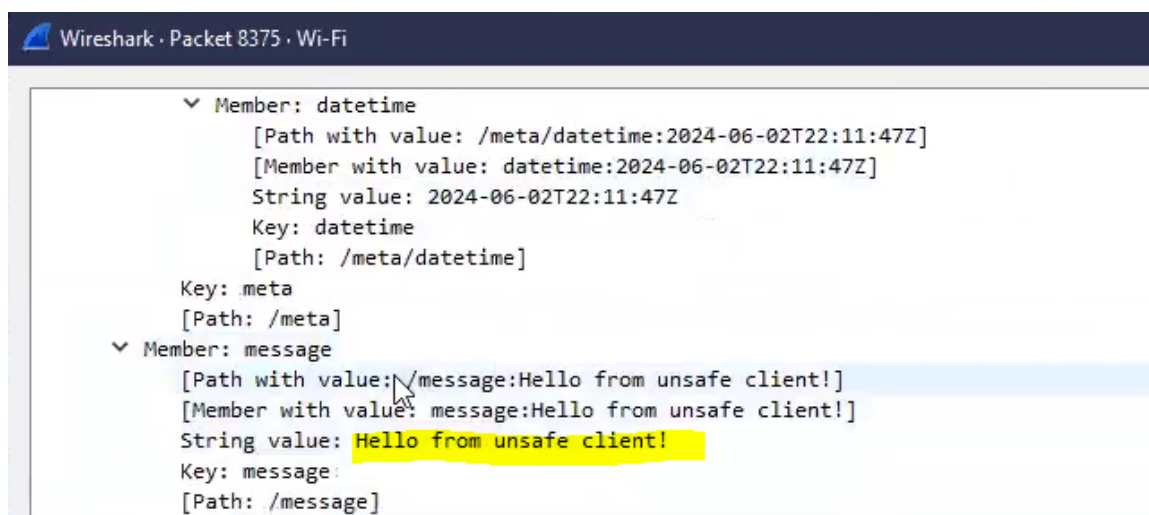 Wireshark · Packet 8375 · Wi-Fi
Member: datetime
[Path with value: /meta/datetime:2024-06-02T22:11:47Z]
[Member with value: datetime:2024-06-02T22:11:47Z]
String value: 2024-06-02T22:11:47Z
Key: datetime
[Path: /meta/datetime]
Key: meta
[Path: /meta]
Member: message
[Path with value: /message:Hello from unsafe client!]
[Member with value: message:Hello from unsafe client!]
String value: Hello from unsafe client!
Key: message
[Path: /message]